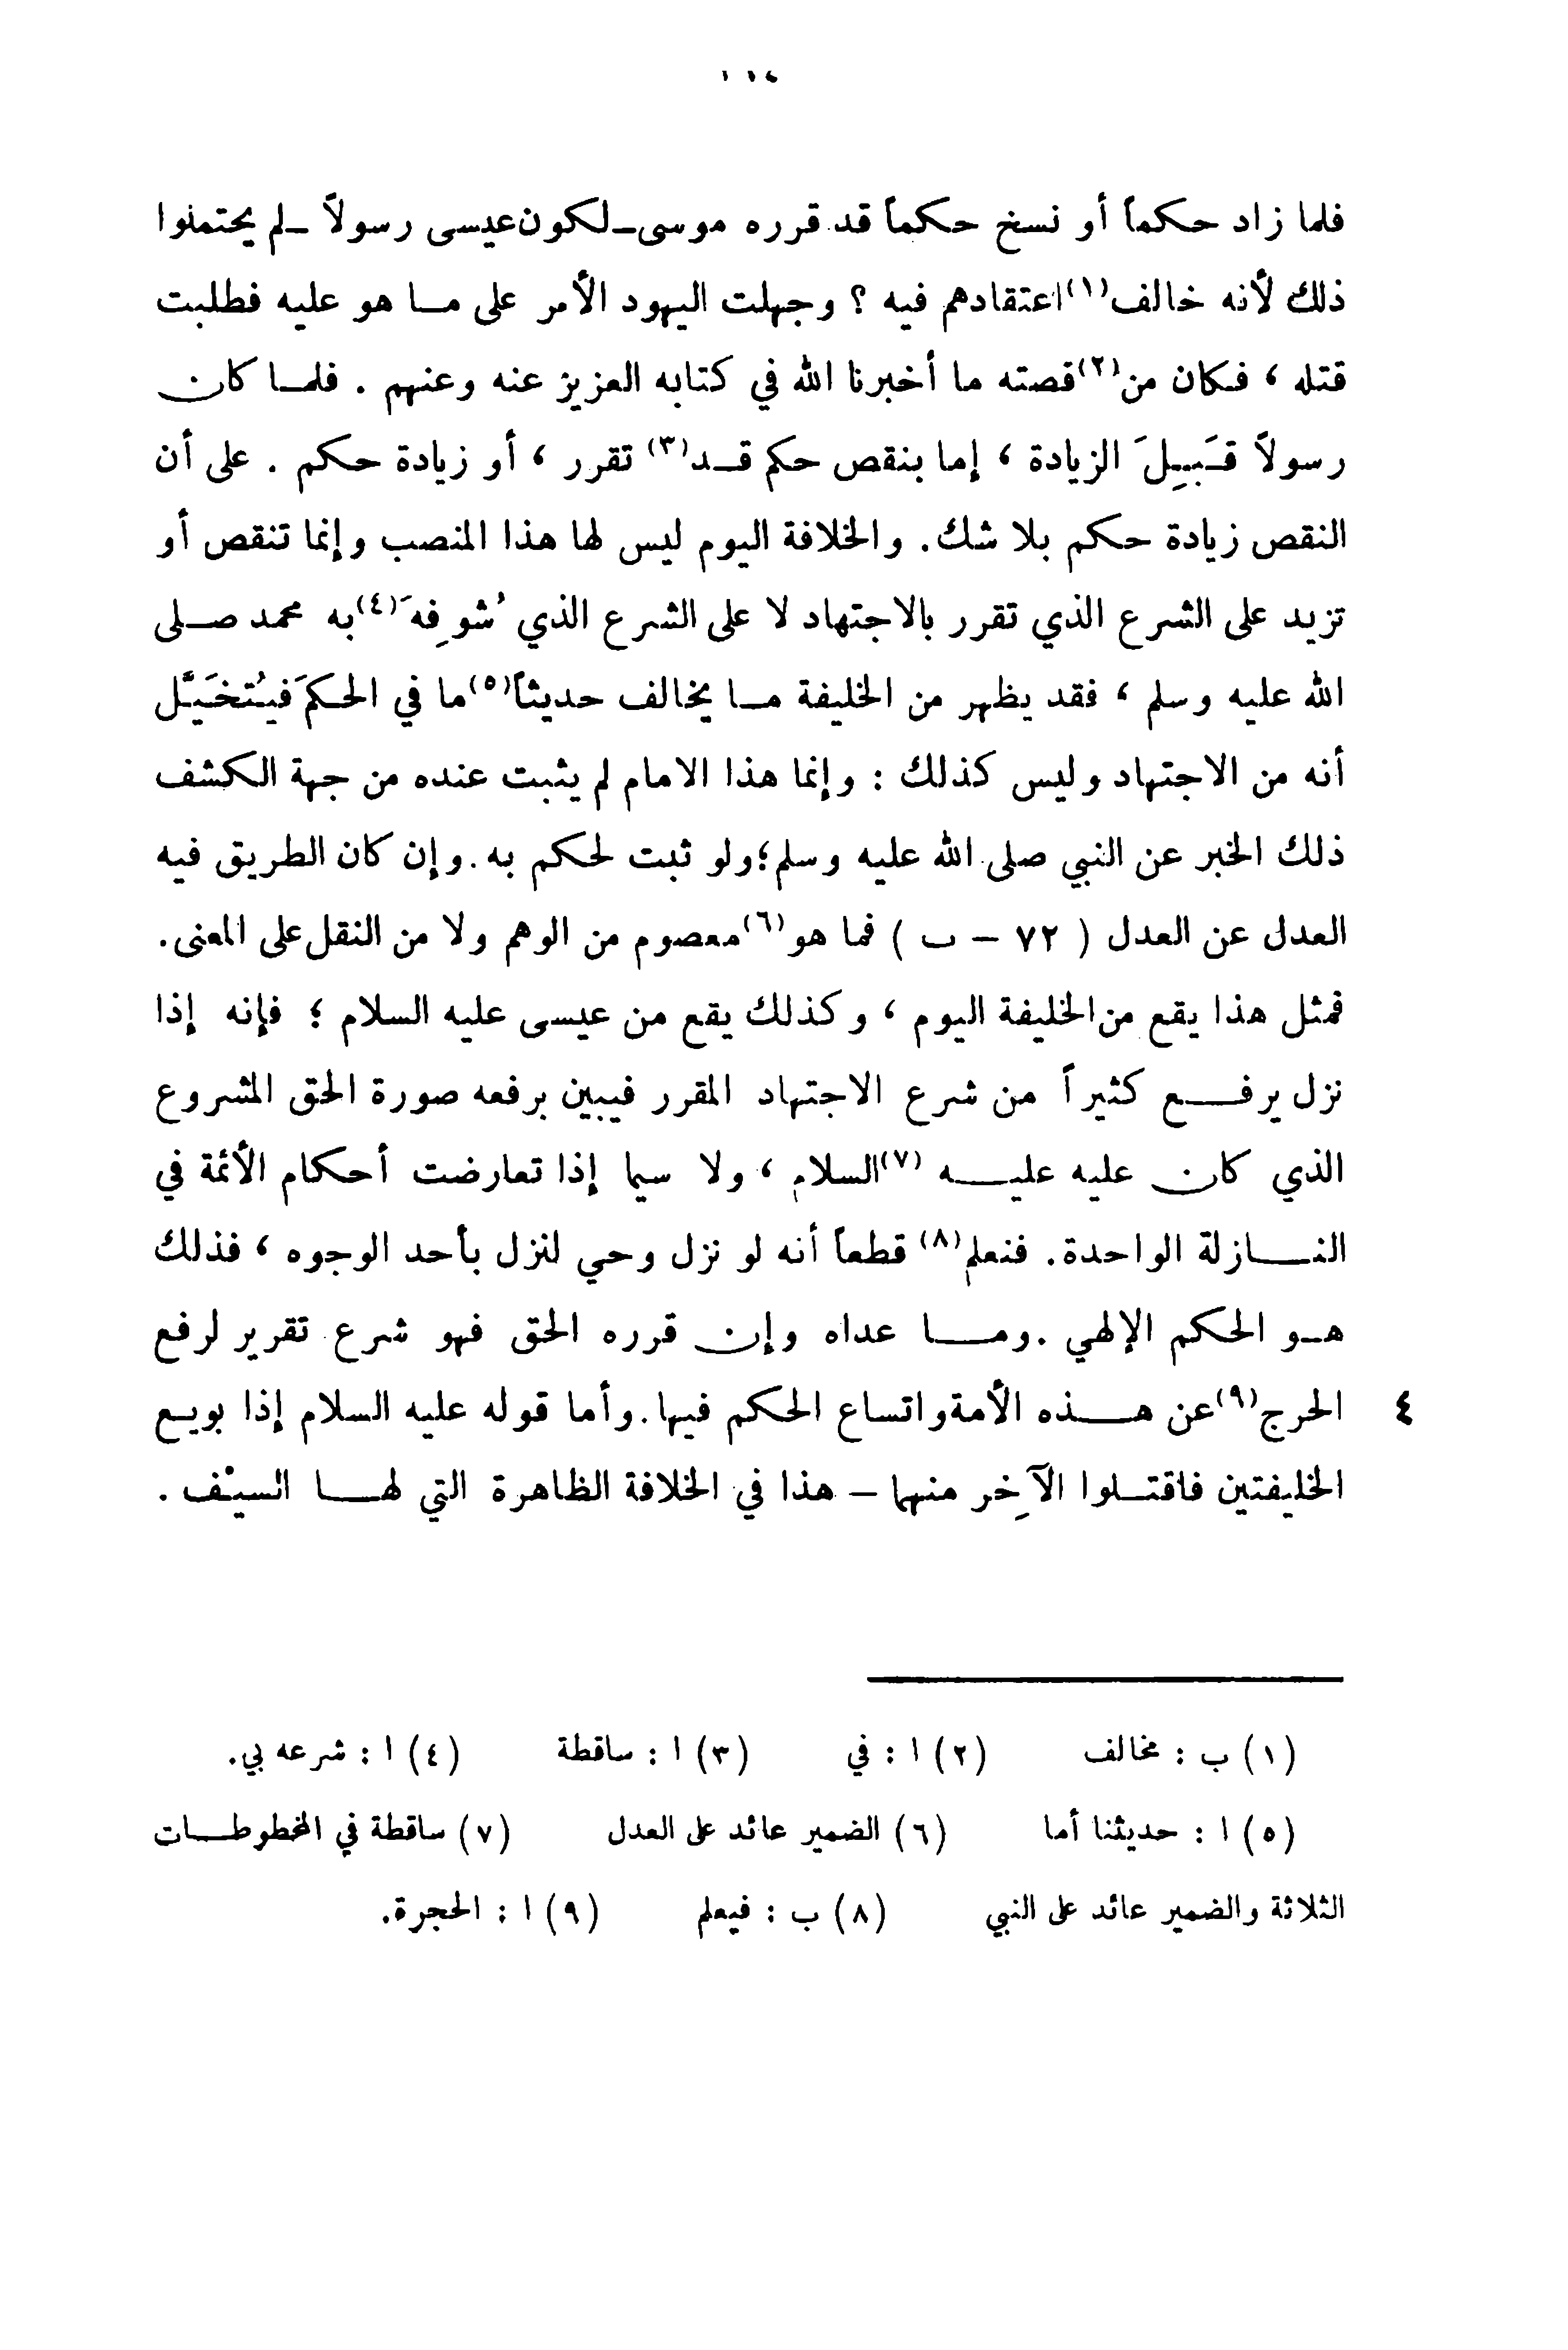 فلما زاد حكماً أو نسخ حكماً قد قرره موسى – لكون عيسى رسولاً – لم يحتملوا
ذلك لأنه خالف(١) اعتقادهم فيه ؟ وجهلت اليهود الأمر على ما هو عليه فطلبت
قتله ، فكان من(٢) قصته ما أخبرنا الله في كتابه العزيز عنه وعنهم . فلما كان
رسولاً قَبِلَ الزيادة ، إما بنقص حكم قد(٣) تقرر ، أو زيادة حكم . على أن
النقص زيادة حكم بلا شك. والخلافة اليوم ليس لها هذا المنصب وإنما تنقص أو
تزيد على الشرع الذي تقرر بالاجتهاد لا على الشرع الذي شُوفِهَ(٤) به محمد صلى
الله عليه وسلم ، فقد يظهر من الخليفة ما يخالف حديثاً(٥) ما في الحكم فيُتخَيَّل
أنه من الاجتهاد وليس كذلك : وإنما هذا الامام لم يثبت عنده من جهة الكشف
ذلك الخبر عن النبي صلى الله عليه وسلم؛ ولو ثبت لحكم به. وإن كان الطريق فيه
العدل عن العدل ( ٧٢ – ب ) فما هو(٦) معصوم من الوهم ولا من النقل على المعنى.
فمثل هذا يقع من الخليفة اليوم ، وكذلك يقع من عيسى عليه السلام ؛ فإنه إذا
نزل يرفع كثيراً من شرع الاجتهاد المقرر فيبين برفعه صورة الحق المشروع
الذي كان عليه عليه (٧) السلام ، ولا سيما إذا تعارضت أحكام الأئمة في
النازلة الواحدة. فنعلم(٨) قطعاً أنه لو نزل وحي لنزل بأحد الوجوه ، فذلك
هو الحكم الإلهي . وما عداه وإن قرره الحق فهو شرع تقرير لرفع
الحرج(٩) عن هذه الأمة واتساع الحكم فيها. وأما قوله عليه السلام إذا بويع ٤
الخليفتين فاقتلوا الآخِر منهما – هذا في الخلافة الظاهرة التي لها السيْف .
(١) ب : مخالف (٢) ا : في (٣) ا : ساقطة (٤) ا : شرعه بي.
(٥) ا : حديثنا أما (٦) الضمير عائد على العدل (٧) ساقطة في المخطوطات
الثلاثة والضمير عائد على النبي (٨) ب : فيعلم (٩) ا : الحجرة.